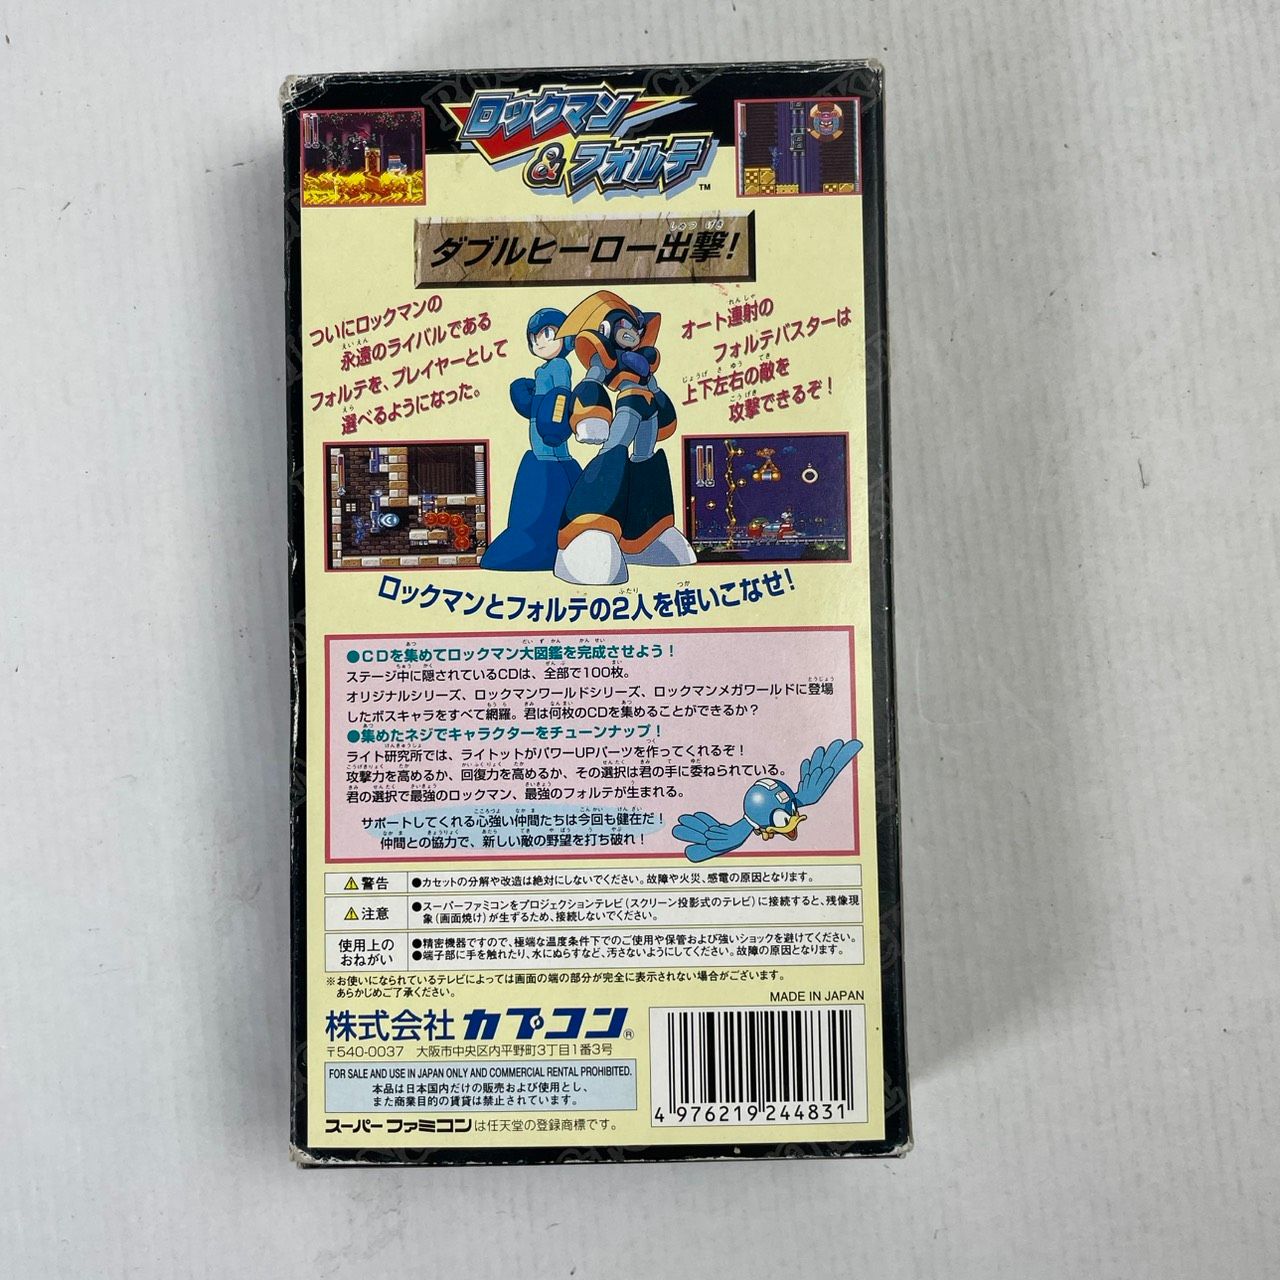 ロックマン
&フォルテ™
ダブルヒーロー出撃!
ついにロックマンの
永遠のライバルである
フォルテを、プレイヤーとして
選べるようになった。
オート連射の
フォルテバスターは
上下左右の敵を
攻撃できるぞ!
ロックマンとフォルテの2人を使いこなせ!
●CDを集めてロックマン大図鑑を完成させよう!
ステージ中に隠されているCDは、全部で100枚。
オリジナルシリーズ、ロックマンワールドシリーズ、ロックマンメガワールドに登場
したボスキャラをすべて網羅。君は何枚のCDを集めることができるか?
●集めたネジでキャラクターをチューンナップ!
ライト研究所では、ライットがパワーUPパーツを作ってくれるぞ!
攻撃力を高めるか、回復力を高めるか、その選択は君の手に委ねられている。
君の選択で最強のロックマン、最強のフォルテが生まれる。
サポートしてくれる心強い仲間たちは今回も健在だ!
仲間との協力で、新しい敵の野望を打ち破れ!
⚠警告 ●カセットの分解や改造は絶対にしないでください。故障や火災、感電の原因となります。
⚠注意 ●スーパーファミコンをプロジェクションテレビ(スクリーン投影式のテレビ)に接続すると、残像現
象(画面焼け)が生ずるため、接続しないでください。
使用上の
おねがい
●精密機器ですので、極端な温度条件下でのご使用や保管および強いショックを避けてください。
●端子部に手を触れたり、水にぬらすなど、汚さないようにしてください。故障の原因となります。
※お使いになられているテレビによっては画面の端の部分が完全に表示されない場合がございます。
あらかじめご了承ください。
MADE IN JAPAN
株式会社カプコン®
〒540-0037 大阪市中央区内平野町3丁目1番3号
FOR SALE AND USE IN JAPAN ONLY AND COMMERCIAL RENTAL PROHIBITED.
本品は日本国内だけの販売および使用とし、
また商業目的の賃貸は禁止されています。
スーパーファミコンは任天堂の登録商標です。
4 976219 244831